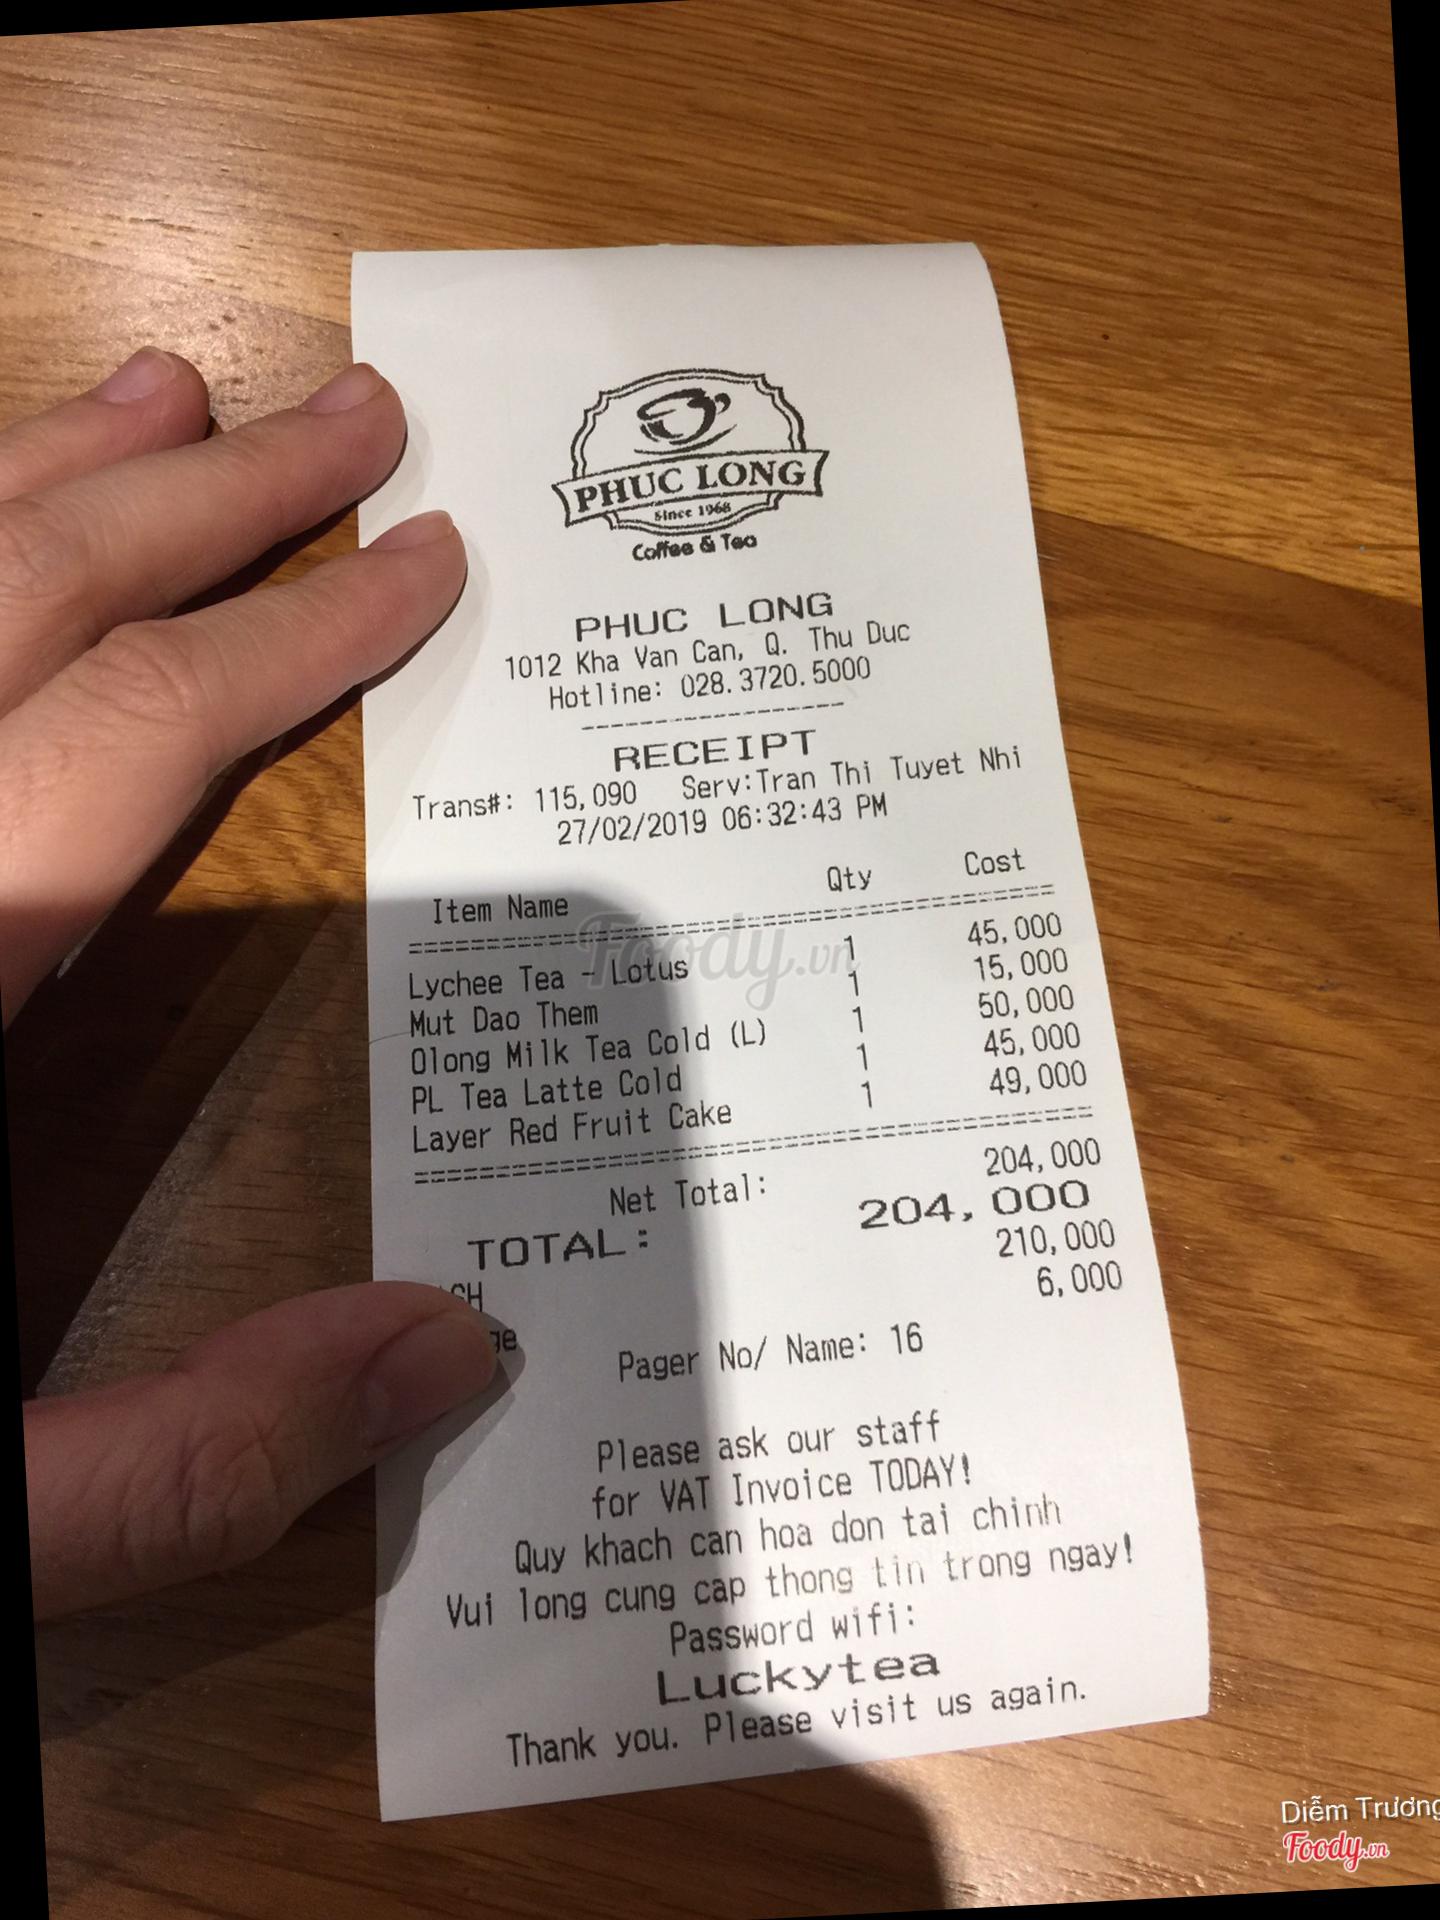 PHUC LONG
Since 1968
Coffee & Tea
PHUC LONG
1012 Kha Van Can, Q. Thu Duc
Hotline: 028.3720.5000
RECEIPT
Trans#: 115,090 Serv:Tran Thi Tuyet Nhi
27/02/2019 06:32:43 PM
Item Name Qty Cost
Lychee Tea - Lotus 1 45,000
Mut Dao Them 1 15,000
Olong Milk Tea Cold (L) 1 50,000
PL Tea Latte Cold 1 45,000
Layer Red Fruit Cake 1 49,000
Net Total: 204,000
TOTAL: 204,000
210,000
6,000
Pager No/ Name: 16
Please ask our staff
for VAT Invoice TODAY!
Quy khach can hoa don tai chinh
Vui long cung cap thong tin trong ngay!
Password wifi:
Luckytea
Thank you. Please visit us again.
Foody.vn
Diễm Trương
Foody.vn